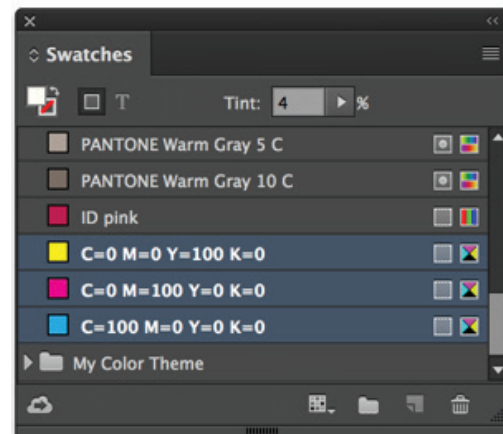 Swatches
T Tint: 4 %
PANTONE Warm Gray 5 C
PANTONE Warm Gray 10 C
ID pink
C=0 M=0 Y=100 K=0
C=0 M=100 Y=0 K=0
C=100 M=0 Y=0 K=0
My Color Theme